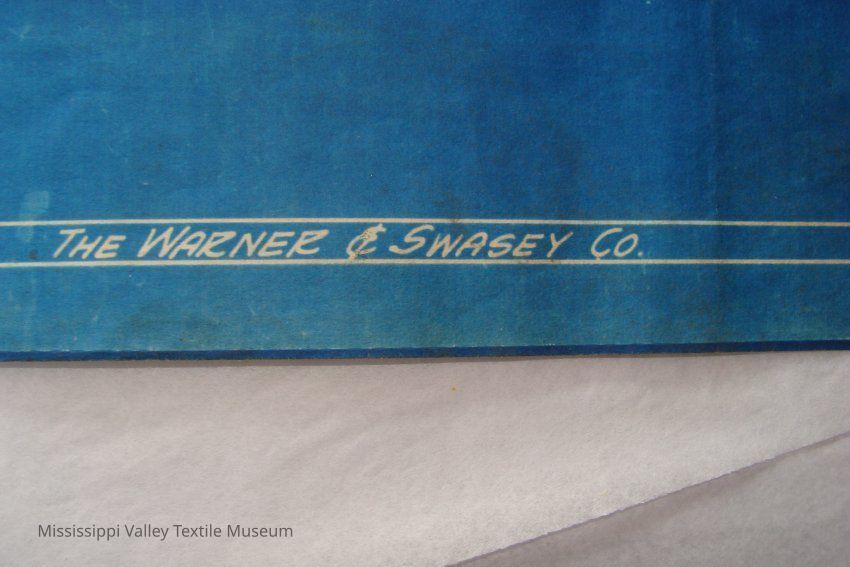 THE WARNER & SWASEY CO.
Mississippi Valley Textile Museum